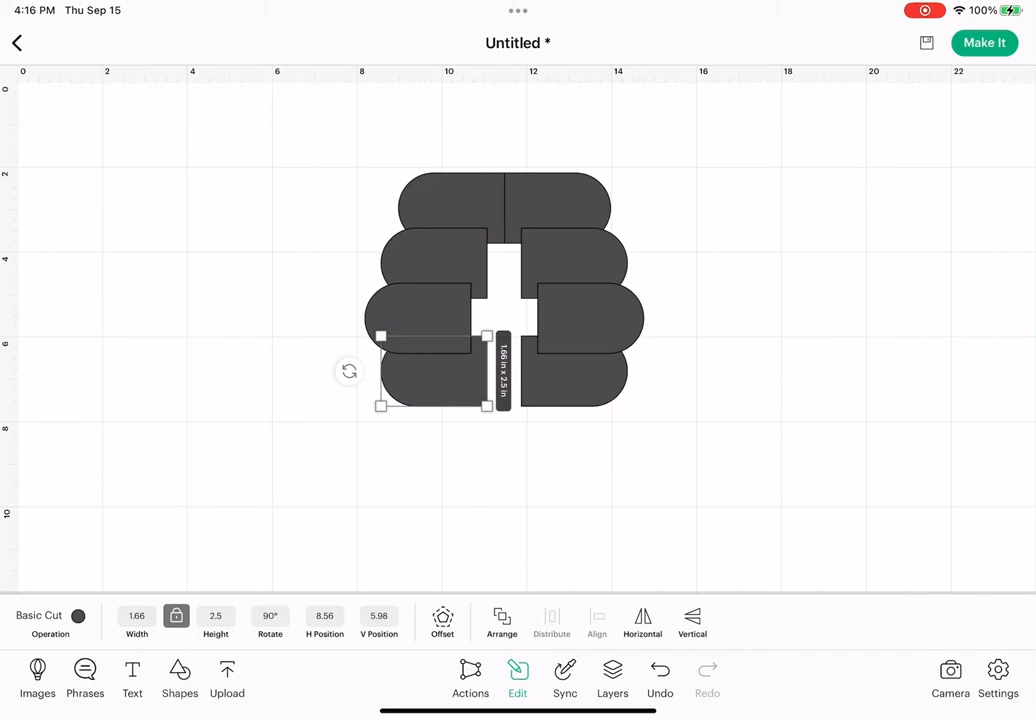 4:16 PM Thu Sep 15
100%
Untitled *
Make It
0 2 4 6 8 10 12 14 16 18 20 22
0
2
4
6
8
10
1.66 in x 2.5 in
Basic Cut 1.66 2.5 90° 8.56 5.98
Operation Width Height Rotate H Position V Position Offset Arrange Distribute Align Horizontal Vertical
Images Phrases Text Shapes Upload Actions Edit Sync Layers Undo Redo Camera Settings